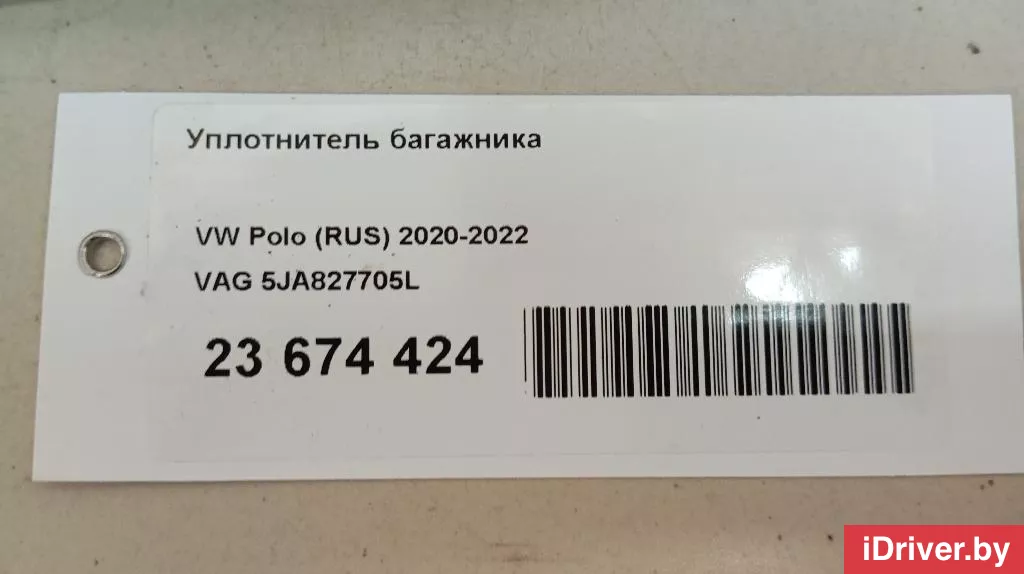 Уплотнитель багажника
VW Polo (RUS) 2020-2022
VAG 5JA827705L
23 674 424
iDriver.by